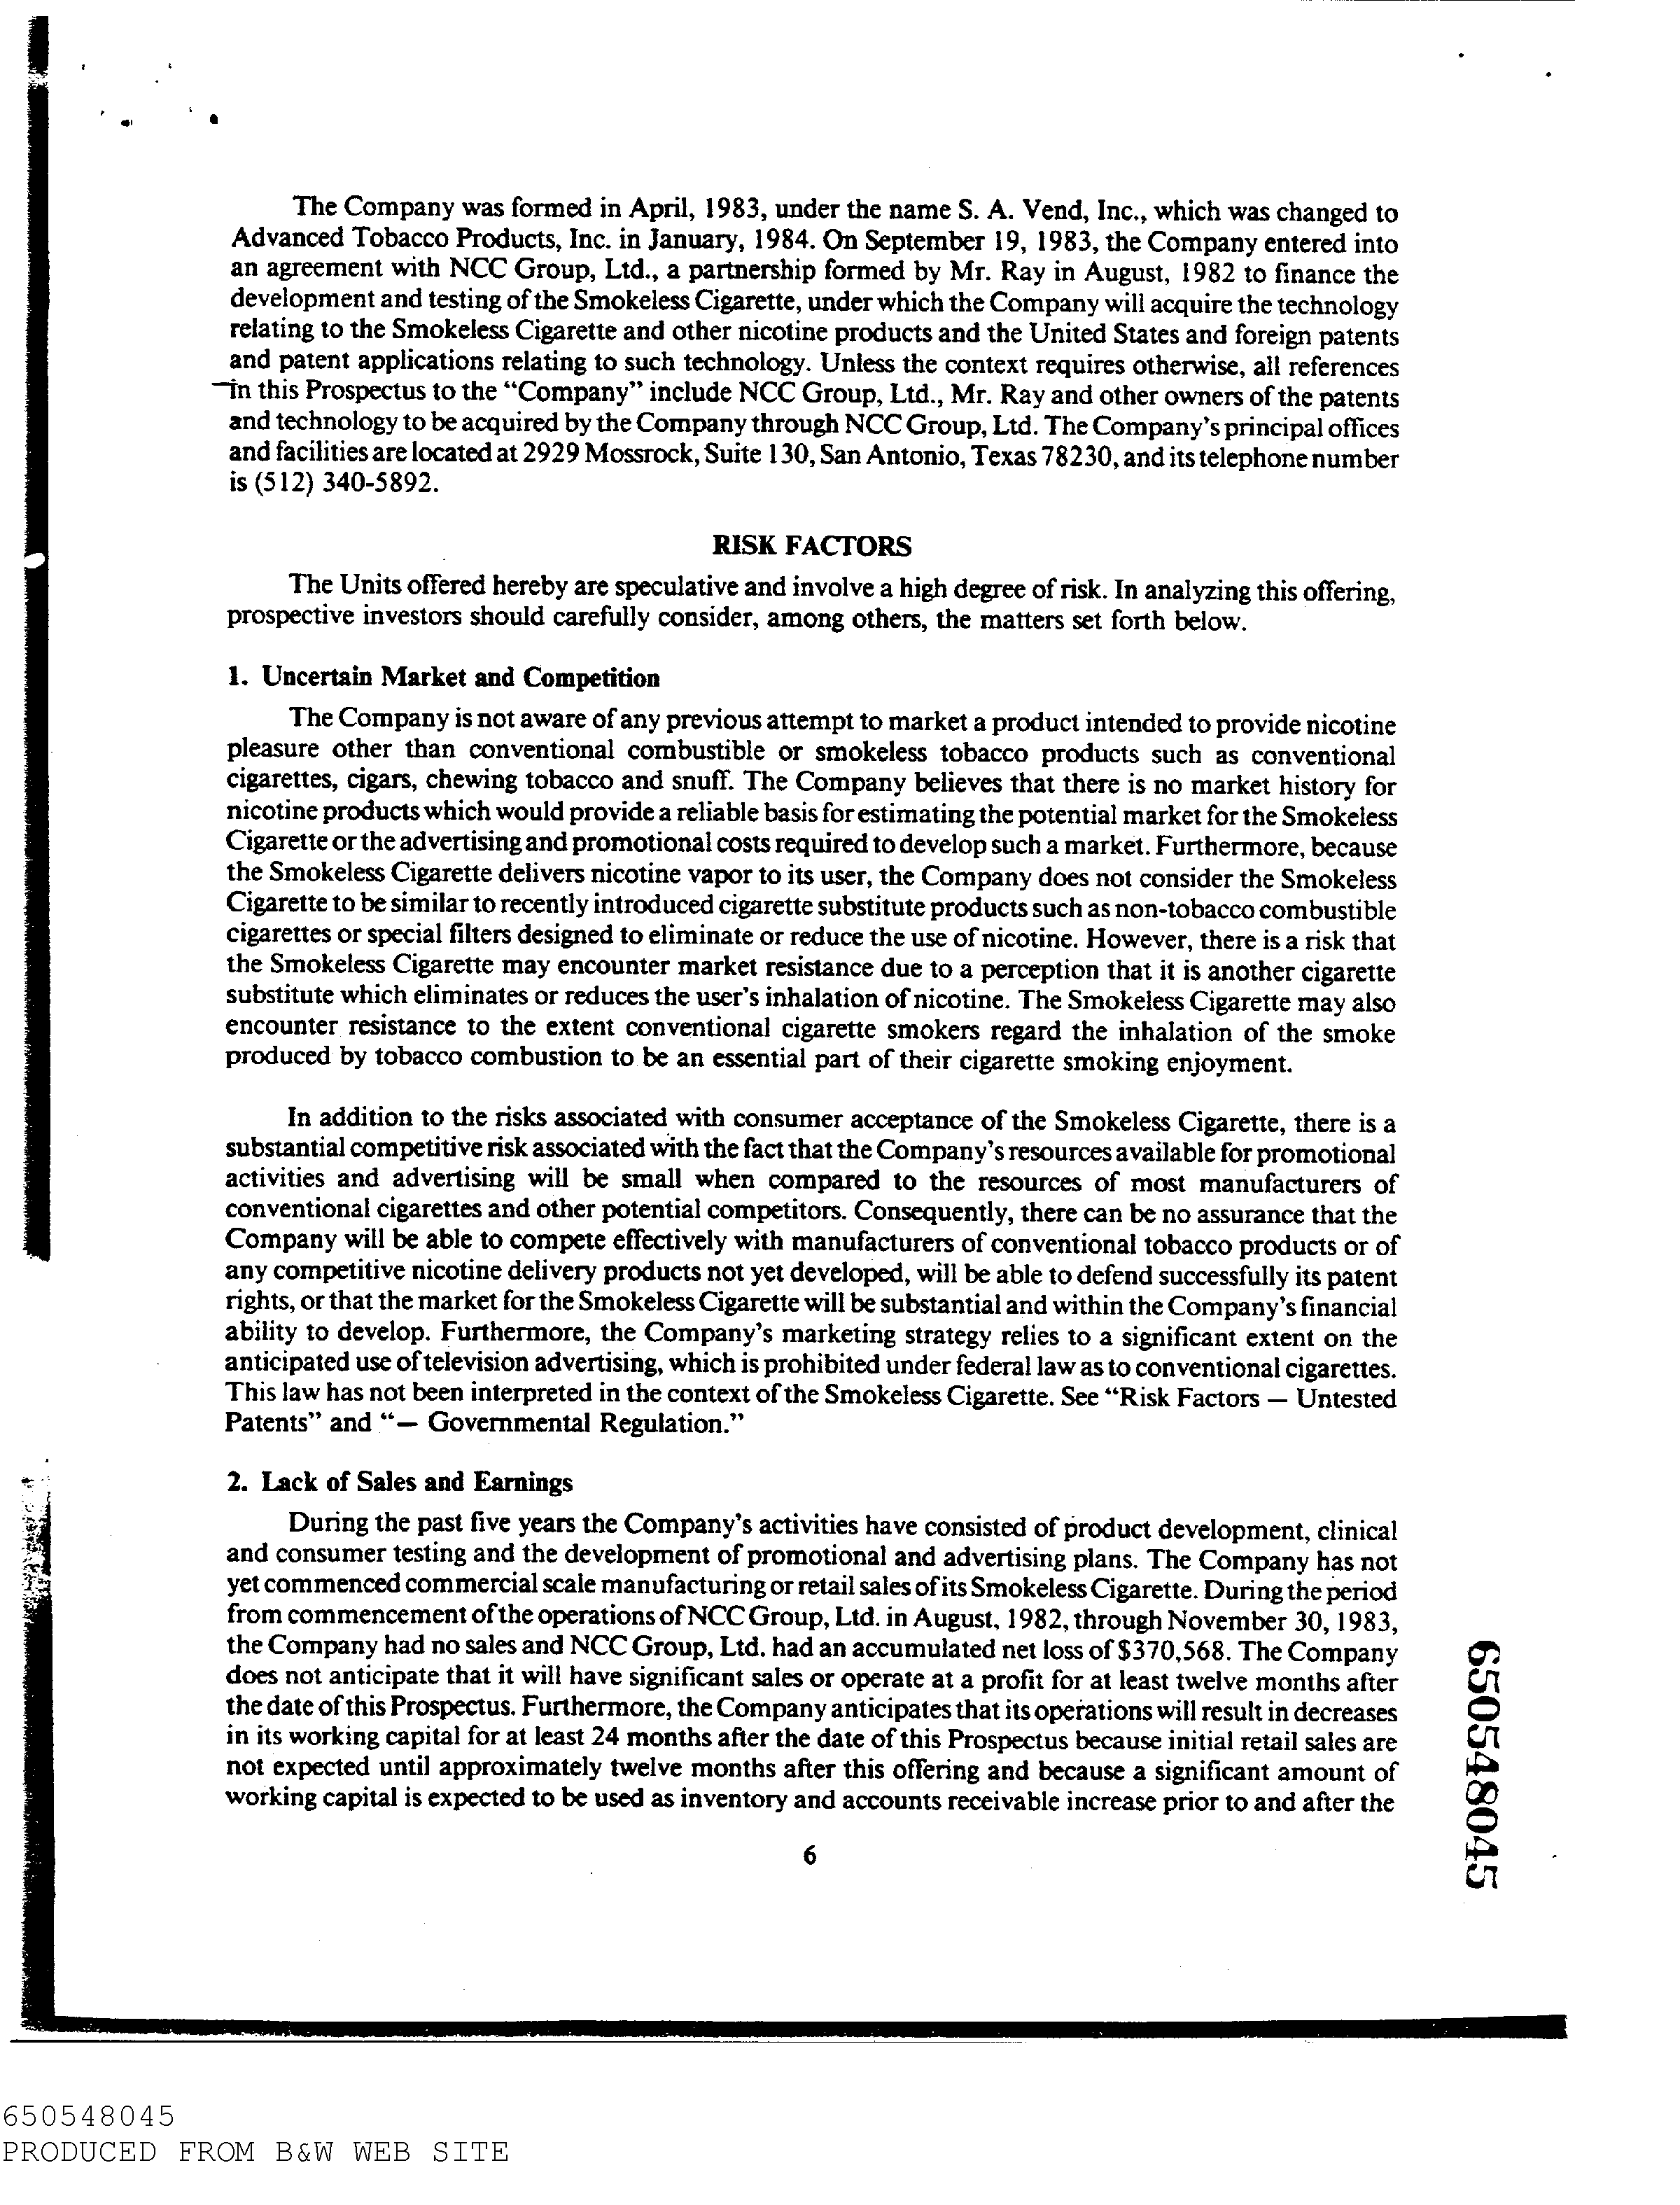 The Company was formed in April, 1983, under the name S. A. Vend, Inc., which was changed to
Advanced Tobacco Products, Inc. in January, 1984. On September 19, 1983, the Company entered into
an agreement with NCC Group, Ltd., a partnership formed by Mr. Ray in August, 1982 to finance the
development and testing of the Smokeless Cigarette, under which the Company will acquire the technology
relating to the Smokeless Cigarette and other nicotine products and the United States and foreign patents
and patent applications relating to such technology. Unless the context requires otherwise, all references
in this Prospectus to the “Company” include NCC Group, Ltd., Mr. Ray and other owners of the patents
and technology to be acquired by the Company through NCC Group, Ltd. The Company’s principal offices
and facilities are located at 2929 Mossrock, Suite 130, San Antonio, Texas 78230, and its telephone number
is (512) 340-5892.
RISK FACTORS
The Units offered hereby are speculative and involve a high degree of risk. In analyzing this offering,
prospective investors should carefully consider, among others, the matters set forth below.
1. Uncertain Market and Competition
The Company is not aware of any previous attempt to market a product intended to provide nicotine
pleasure other than conventional combustible or smokeless tobacco products such as conventional
cigarettes, cigars, chewing tobacco and snuff. The Company believes that there is no market history for
nicotine products which would provide a reliable basis for estimating the potential market for the Smokeless
Cigarette or the advertising and promotional costs required to develop such a market. Furthermore, because
the Smokeless Cigarette delivers nicotine vapor to its user, the Company does not consider the Smokeless
Cigarette to be similar to recently introduced cigarette substitute products such as non-tobacco combustible
cigarettes or special filters designed to eliminate or reduce the use of nicotine. However, there is a risk that
the Smokeless Cigarette may encounter market resistance due to a perception that it is another cigarette
substitute which eliminates or reduces the user’s inhalation of nicotine. The Smokeless Cigarette may also
encounter resistance to the extent conventional cigarette smokers regard the inhalation of the smoke
produced by tobacco combustion to be an essential part of their cigarette smoking enjoyment.
In addition to the risks associated with consumer acceptance of the Smokeless Cigarette, there is a
substantial competitive risk associated with the fact that the Company’s resources available for promotional
activities and advertising will be small when compared to the resources of most manufacturers of
conventional cigarettes and other potential competitors. Consequently, there can be no assurance that the
Company will be able to compete effectively with manufacturers of conventional tobacco products or of
any competitive nicotine delivery products not yet developed, will be able to defend successfully its patent
rights, or that the market for the Smokeless Cigarette will be substantial and within the Company’s financial
ability to develop. Furthermore, the Company’s marketing strategy relies to a significant extent on the
anticipated use of television advertising, which is prohibited under federal law as to conventional cigarettes.
This law has not been interpreted in the context of the Smokeless Cigarette. See “Risk Factors — Untested
Patents” and “— Governmental Regulation.”
2. Lack of Sales and Earnings
During the past five years the Company’s activities have consisted of product development, clinical
and consumer testing and the development of promotional and advertising plans. The Company has not
yet commenced commercial scale manufacturing or retail sales of its Smokeless Cigarette. During the period
from commencement of the operations of NCC Group, Ltd. in August, 1982, through November 30, 1983,
the Company had no sales and NCC Group, Ltd. had an accumulated net loss of $370,568. The Company
does not anticipate that it will have significant sales or operate at a profit for at least twelve months after
the date of this Prospectus. Furthermore, the Company anticipates that its operations will result in decreases
in its working capital for at least 24 months after the date of this Prospectus because initial retail sales are
not expected until approximately twelve months after this offering and because a significant amount of
working capital is expected to be used as inventory and accounts receivable increase prior to and after the
6
650548045
650548045
PRODUCED FROM B&W WEB SITE